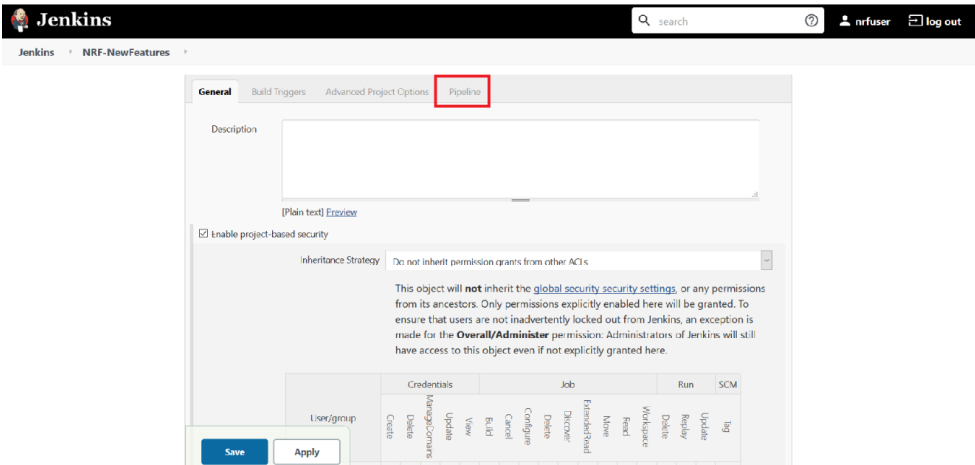 Jenkins
search
nrfuser
log out
Jenkins NRF-NewFeatures
General Build Triggers Advanced Project Options Pipeline
Description
[Plain text] Preview
Enable project-based security
Inheritance Strategy Do not inherit permission grants from other ACLs
This object will not inherit the global security security settings, or any permissions
from its ancestors. Only permissions explicitly enabled here will be granted. To
ensure that users are not inadvertently locked out from Jenkins, an exception is
made for the Overall/Administer permission: Administrators of Jenkins will still
have access to this object even if not explicitly granted here.
Credentials Job Run SCM
User/group Create Delete ManageDomains Update View Build Cancel Configure Delete Discover ExtendedRead Move Read Workspace Delete Replay Update Tag
Save Apply